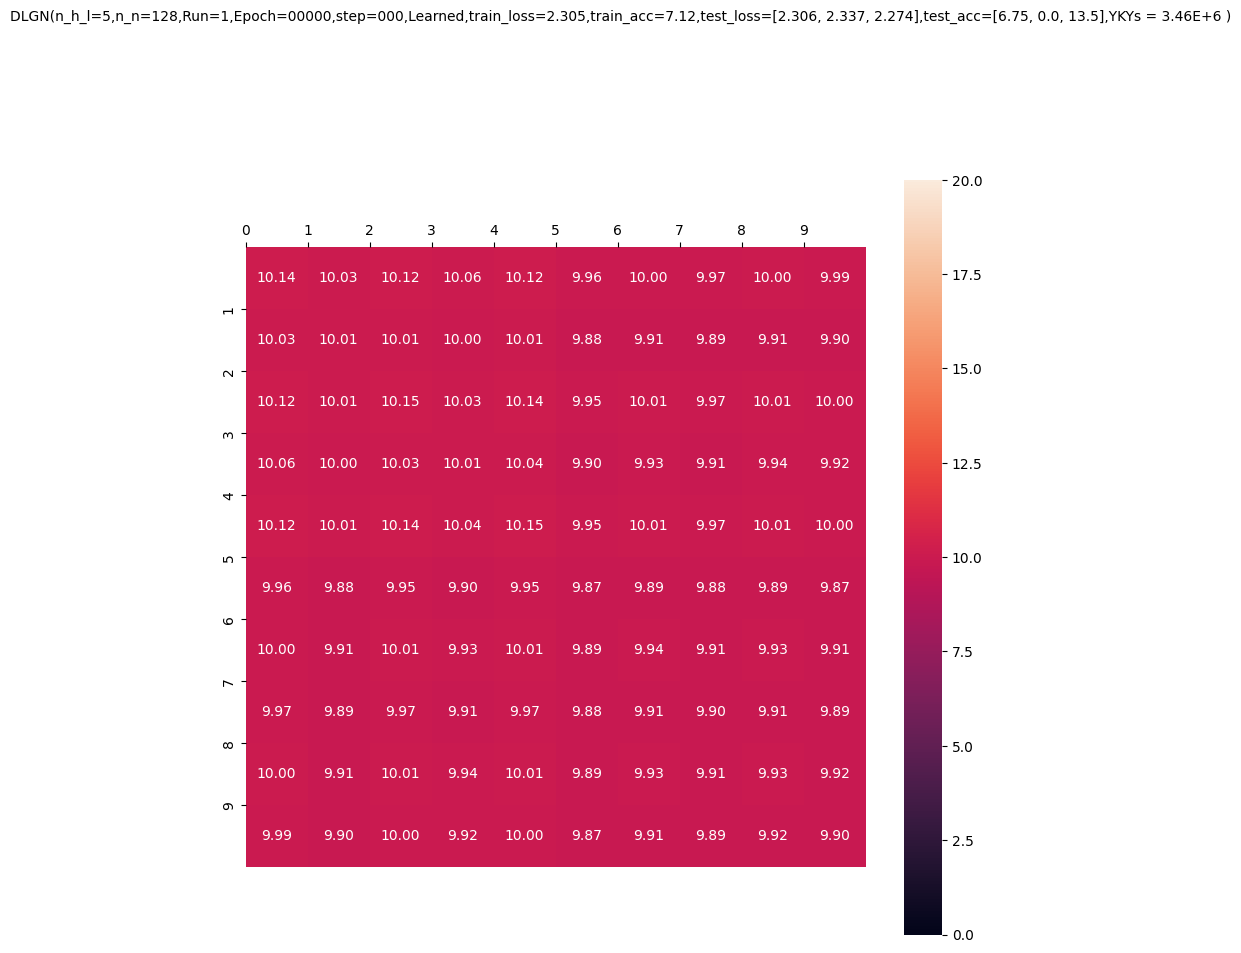 DLGN(n_h_l=5,n_n=128,Run=1,Epoch=00000,step=000,Learned,train_loss=2.305,train_acc=7.12,test_loss=[2.306, 2.337, 2.274],test_acc=[6.75, 0.0, 13.5],YKYs = 3.46E+6 )
0 1 2 3 4 5 6 7 8 9
10.14 10.03 10.12 10.06 10.12 9.96 10.00 9.97 10.00 9.99
1
10.03 10.01 10.01 10.00 10.01 9.88 9.91 9.89 9.91 9.90
2
10.12 10.01 10.15 10.03 10.14 9.95 10.01 9.97 10.01 10.00
3
10.06 10.00 10.03 10.01 10.04 9.90 9.93 9.91 9.94 9.92
4
10.12 10.01 10.14 10.04 10.15 9.95 10.01 9.97 10.01 10.00
5
9.96 9.88 9.95 9.90 9.95 9.87 9.89 9.88 9.89 9.87
6
10.00 9.91 10.01 9.93 10.01 9.89 9.94 9.91 9.93 9.91
7
9.97 9.89 9.97 9.91 9.97 9.88 9.91 9.90 9.91 9.89
8
10.00 9.91 10.01 9.94 10.01 9.89 9.93 9.91 9.93 9.92
9
9.99 9.90 10.00 9.92 10.00 9.87 9.91 9.89 9.92 9.90
20.0
17.5
15.0
12.5
10.0
7.5
5.0
2.5
0.0